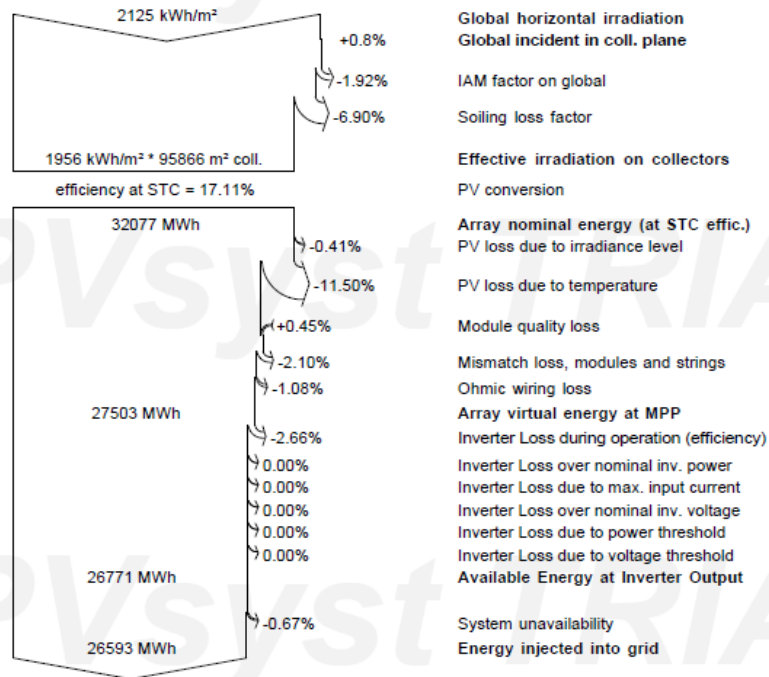 2125 kWh/m² Global horizontal irradiation
+0.8% Global incident in coll. plane
-1.92% IAM factor on global
-6.90% Soiling loss factor
1956 kWh/m² * 95866 m² coll. Effective irradiation on collectors
efficiency at STC = 17.11% PV conversion
32077 MWh Array nominal energy (at STC effic.)
-0.41% PV loss due to irradiance level
-11.50% PV loss due to temperature
+0.45% Module quality loss
-2.10% Mismatch loss, modules and strings
-1.08% Ohmic wiring loss
27503 MWh Array virtual energy at MPP
-2.66% Inverter Loss during operation (efficiency)
0.00% Inverter Loss over nominal inv. power
0.00% Inverter Loss due to max. input current
0.00% Inverter Loss over nominal inv. voltage
0.00% Inverter Loss due to power threshold
0.00% Inverter Loss due to voltage threshold
26771 MWh Available Energy at Inverter Output
-0.67% System unavailability
26593 MWh Energy injected into grid
PVsyst TRIA
PVsyst TRIA